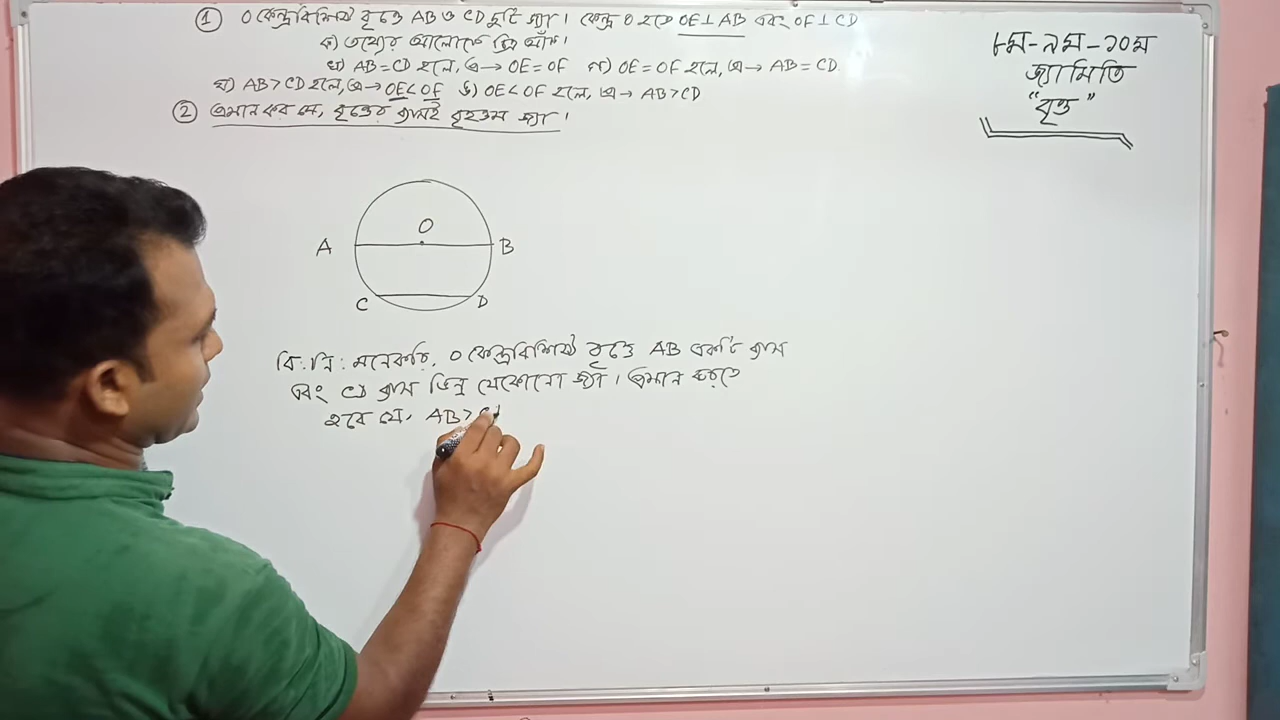 ① O কেন্দ্রবিশিষ্ট বৃত্তে AB ও CD দুটি জ্যা। কেন্দ্র O হতে OE⊥AB এবং OF⊥CD
ক) তথ্যের আলোকে চিত্র আঁক।
খ) AB=CD হলে, প্র→ OE=OF গ) OE=OF হলে, প্র→ AB=CD.
ঘ) AB>CD হলে, প্র→ OE<OF ঙ) OE<OF হলে, প্র→ AB>CD
② প্রমান কর যে, বৃত্তের ব্যাসই বৃহত্তম জ্যা।
৮ম-৯ম-১০ম
জ্যামিতি
"বৃত্ত"
O
A B
C D
বি: নি: মনেকরি, O কেন্দ্রবিশিষ্ট বৃত্তে AB একটি ব্যাস
এবং CD ব্যাস ভিন্ন যেকোনো জ্যা। প্রমান করতে
হবে যে, AB>